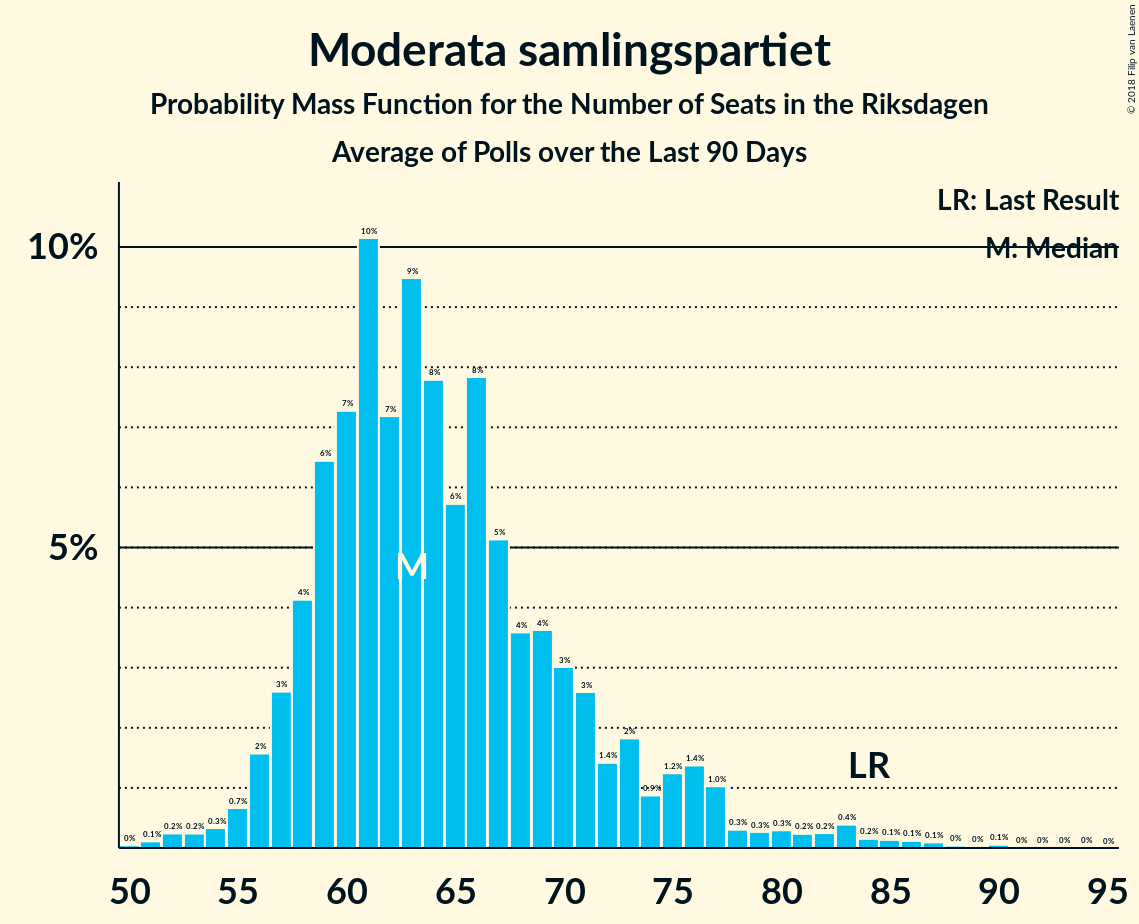 Moderata samlingspartiet
Probability Mass Function for the Number of Seats in the Riksdagen
Average of Polls over the Last 90 Days
© 2018 Filip van Laenen
LR: Last Result
M: Median
10%
5%
0% 0.1% 0.2% 0.2% 0.3% 0.7% 2% 3% 4% 6% 7% 10% 7% 9% 8% 6% 8% 5% 4% 4% 3% 3% 1.4% 2% 0.9% 1.2% 1.4% 1.0% 0.3% 0.3% 0.3% 0.2% 0.2% 0.4% 0.2% 0.1% 0.1% 0.1% 0% 0% 0.1% 0% 0% 0% 0% 0%
M
LR
50 55 60 65 70 75 80 85 90 95